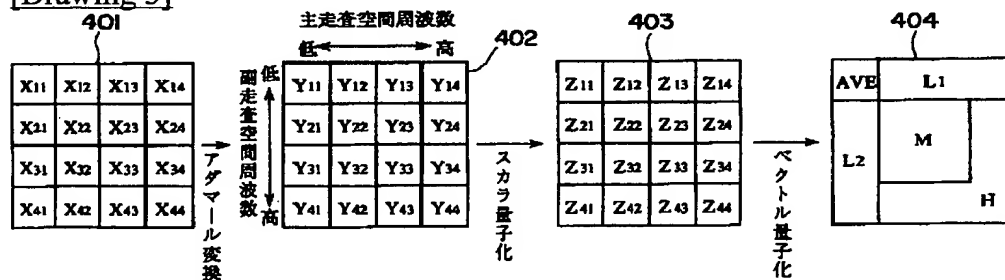 [Drawing 5]
401
X11 X12 X13 X14
X21 X22 X23 X24
X31 X32 X33 X34
X41 X42 X43 X44
アダマール変換
主走査空間周波数
低 高
402
副走査空間周波数
低
高
Y11 Y12 Y13 Y14
Y21 Y22 Y23 Y24
Y31 Y32 Y33 Y34
Y41 Y42 Y43 Y44
スカラ量子化
403
Z11 Z12 Z13 Z14
Z21 Z22 Z23 Z24
Z31 Z32 Z33 Z34
Z41 Z42 Z43 Z44
ベクトル量子化
404
AVE L1
L2 M
H